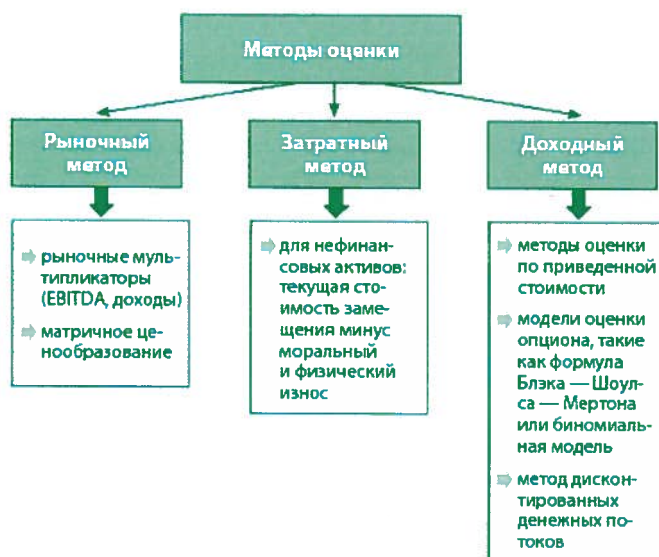 Методы оценки
Рыночный
метод
рыночные муль-
типликаторы
(EBITDA, доходы)
матричное це-
нообразование
Затратный
метод
для нефинан-
совых активов:
текущая сто-
имость заме-
щения минус
моральный
и физический
износ
Доходный
метод
методы оценки
по приведенной
стоимости
модели оценки
опциона, такие
как формула
Блэка — Шоул-
са — Мертона
или биномиаль-
ная модель
метод дискон-
тированных
денежных по-
токов